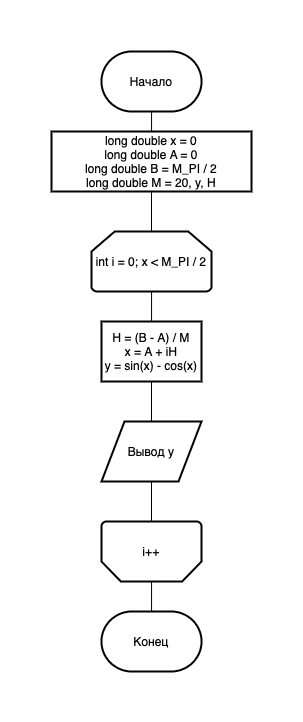 Начало
long double x = 0
long double A = 0
long double B = M_PI / 2
long double M = 20, y, H
int i = 0; x < M_PI / 2
H = (B - A) / M
x = A + iH
y = sin(x) - cos(x)
Вывод y
i++
Конец